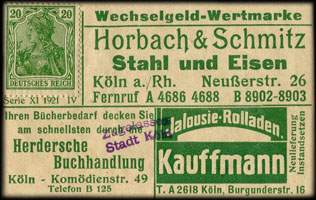 20 20
DEUTSCHES REICH
Serie XI 1921 IV
Wechselgeld-Wertmarke
Horbach & Schmitz
Stahl und Eisen
Köln a./Rh. Neußerstr. 26
Fernruf A 4686 4688 B 8902-8903
Ihren Bücherbedarf decken Sie
am schnellsten durch die
Herdersche
Buchhandlung
Köln - Komödienstr. 49
Telefon B 125
Zugelassen
Stadt Köln
Jalousie-Rolladen.
Kauffmann
Neulieferung
Instandsetzen
T. A 2618 Köln, Burgunderstr. 16